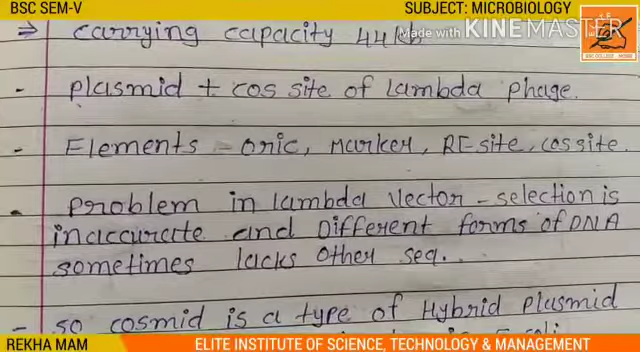 BSC SEM-V
SUBJECT: MICROBIOLOGY
Made with KINEMASTER
⇒ carrying capacity 44kb
- plasmid + cos site of lambda phage.
- Elements - oric, Marker, RE-site, cos site.
- problem in lambda vector - selection is
inaccurate and Different forms of DNA
sometimes lacks other seq..
- so cosmid is a type of Hybrid plasmid
REKHA MAM
ELITE INSTITUTE OF SCIENCE, TECHNOLOGY & MANAGEMENT